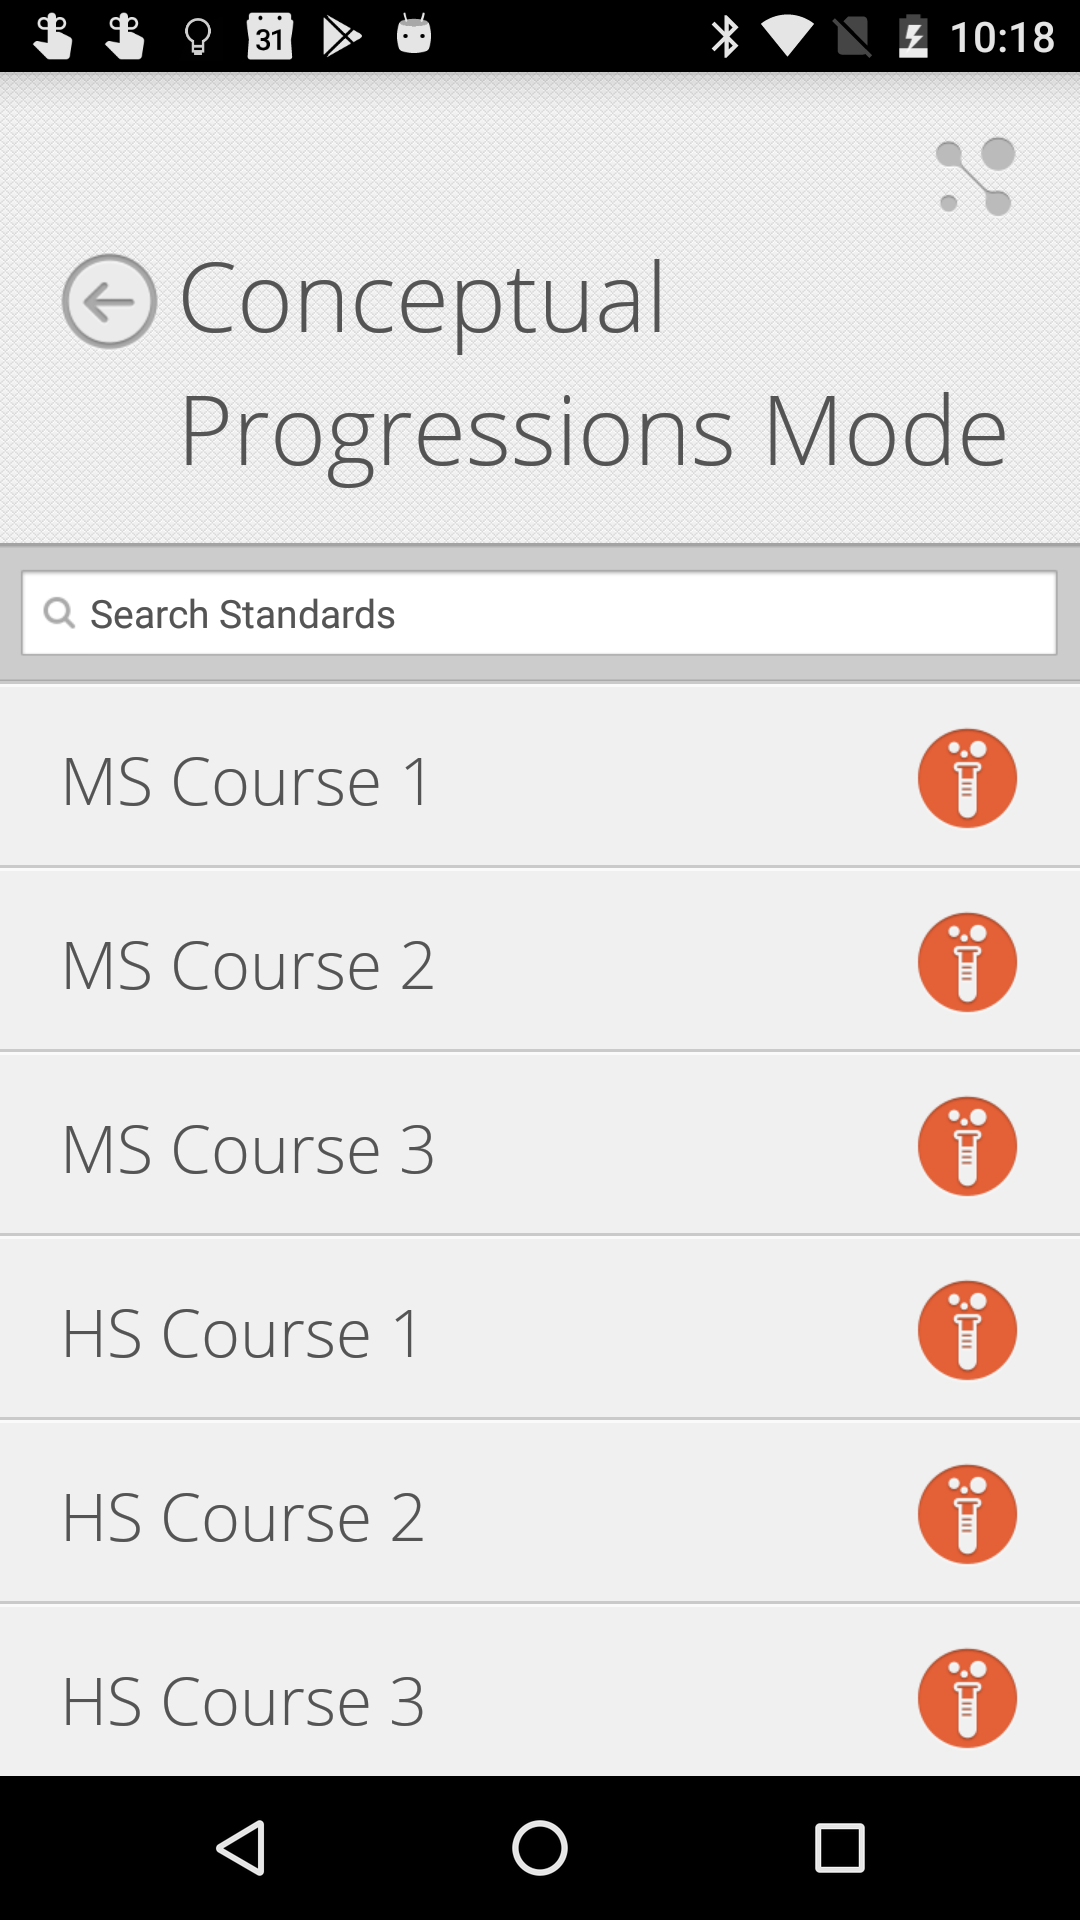 31 10:18
Conceptual
Progressions Mode
Search Standards
MS Course 1
MS Course 2
MS Course 3
HS Course 1
HS Course 2
HS Course 3